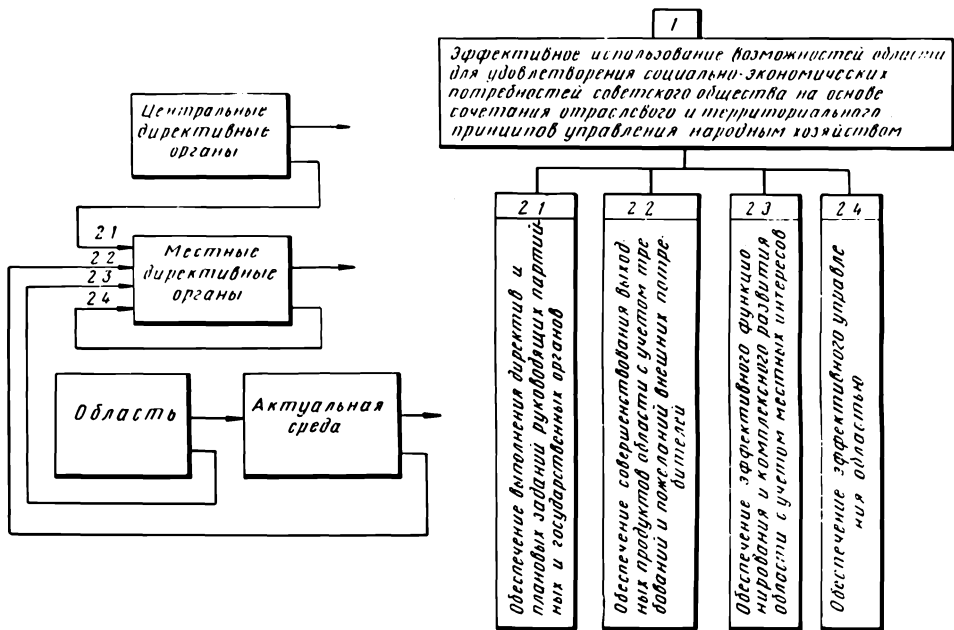 Центральные
директивные
органы
2 1
2 2
2 3
2 4
Местные
директивные
органы
Область
Актуальная
среда
1
Эффективное использование возможностей области
для удовлетворения социально-экономических
потребностей советского общества на основе
сочетания отраслевого и территориального
принципов управления народным хозяйством
2 1
Обеспечение выполнения директив и
плановых заданий руководящих партий-
ных и государственных органов
2 2
Обеспечение совершенствования выход
ных продуктов области с учетом тре
бований и пожеланий внешних потре-
бителей
2 3
Обеспечение эффективного функцио
нирования и комплексного развития
области с учетом местных интересов
2 4
Обеспечение эффективного управле
ния областью